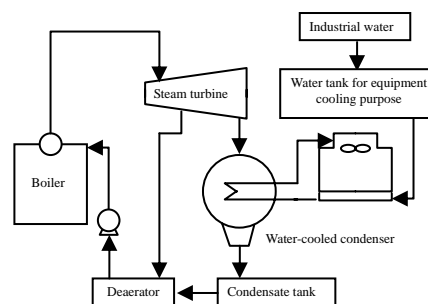 Industrial water
Steam turbine
Water tank for equipment
cooling purpose
Boiler
Water-cooled condenser
Deaerator
Condensate tank